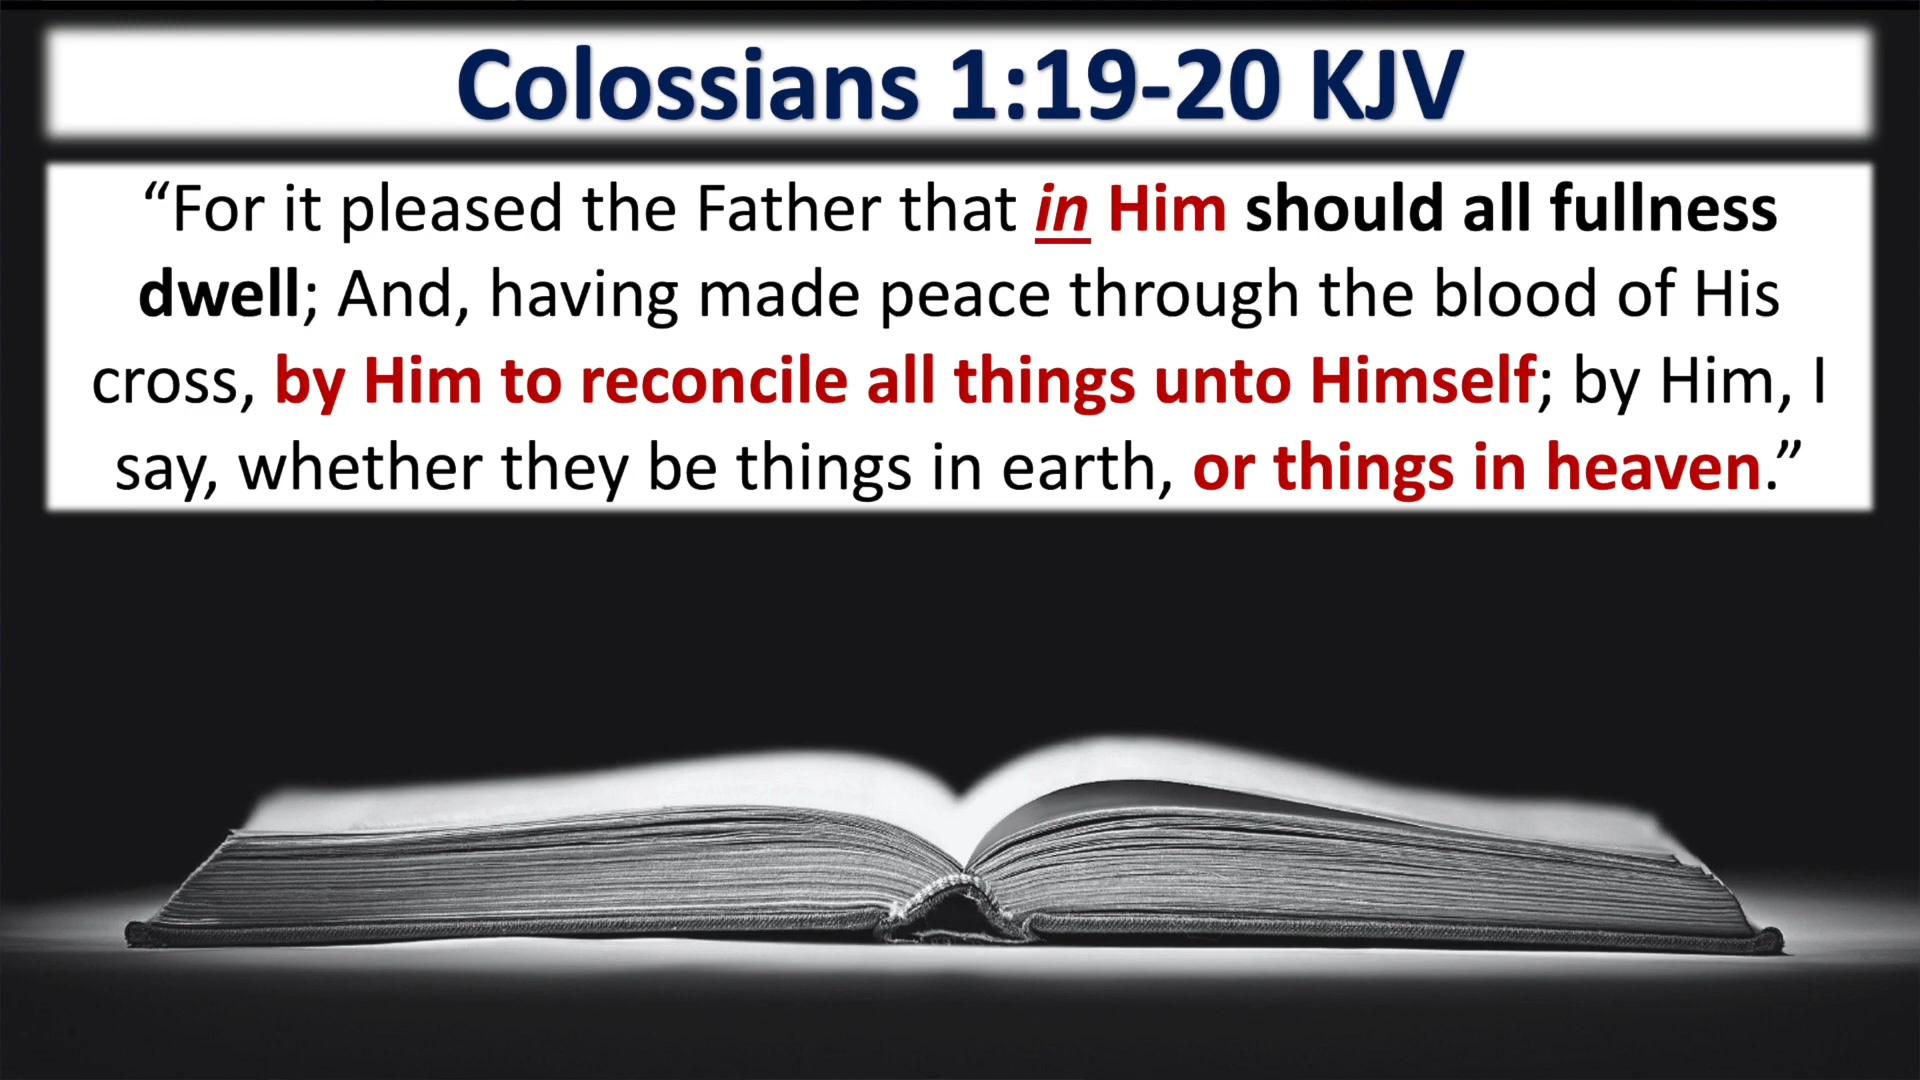 Colossians 1:19-20 KJV
“For it pleased the Father that in Him should all fullness
dwell; And, having made peace through the blood of His
cross, by Him to reconcile all things unto Himself; by Him, I
say, whether they be things in earth, or things in heaven.”